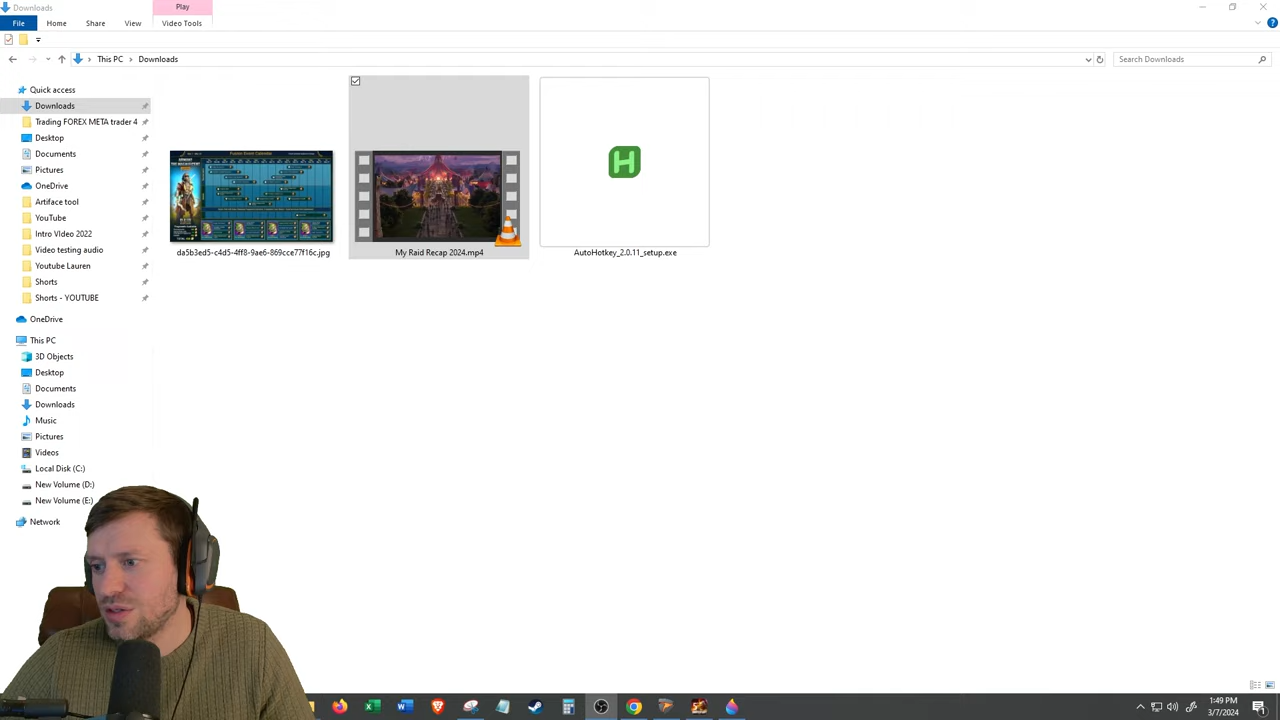 Downloads
Play
File
Home
Share
View
Video Tools
This PC
Downloads
Search Downloads
Quick access
Downloads
Trading FOREX META trader 4
Desktop
Documents
Pictures
OneDrive
Artiface tool
YouTube
Intro VIdeo 2022
Video testing audio
Youtube Lauren
Shorts
Shorts - YOUTUBE
OneDrive
This PC
3D Objects
Desktop
Documents
Downloads
Music
Pictures
Videos
Local Disk (C:)
New Volume (D:)
New Volume (E:)
Network
da5b3ed5-c4d5-4ff8-9ae6-869cce77f16c.jpg
My Raid Recap 2024.mp4
H
AutoHotkey_2.0.11_setup.exe
1:49 PM
3/7/2024